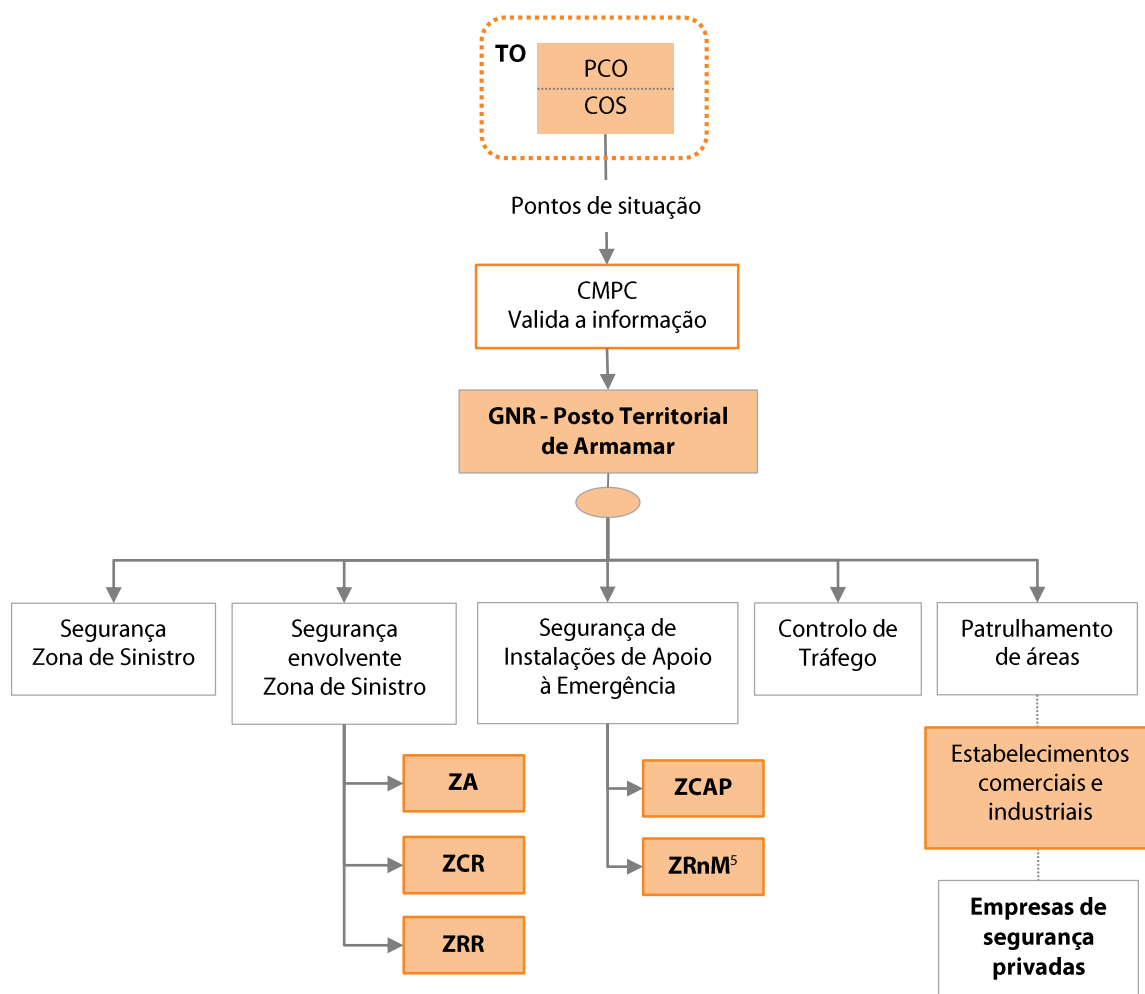 TO
PCO
COS
Pontos de situação
CMPC
Valida a informação
GNR - Posto Territorial
de Armamar
Segurança
Zona de Sinistro
Segurança
envolvente
Zona de Sinistro
Segurança de
Instalações de Apoio
à Emergência
Controlo de
Tráfego
Patrulhamento
de áreas
ZA
ZCR
ZRR
ZCAP
ZRnM⁵
Estabelecimentos
comerciais e
industriais
Empresas de
segurança
privadas